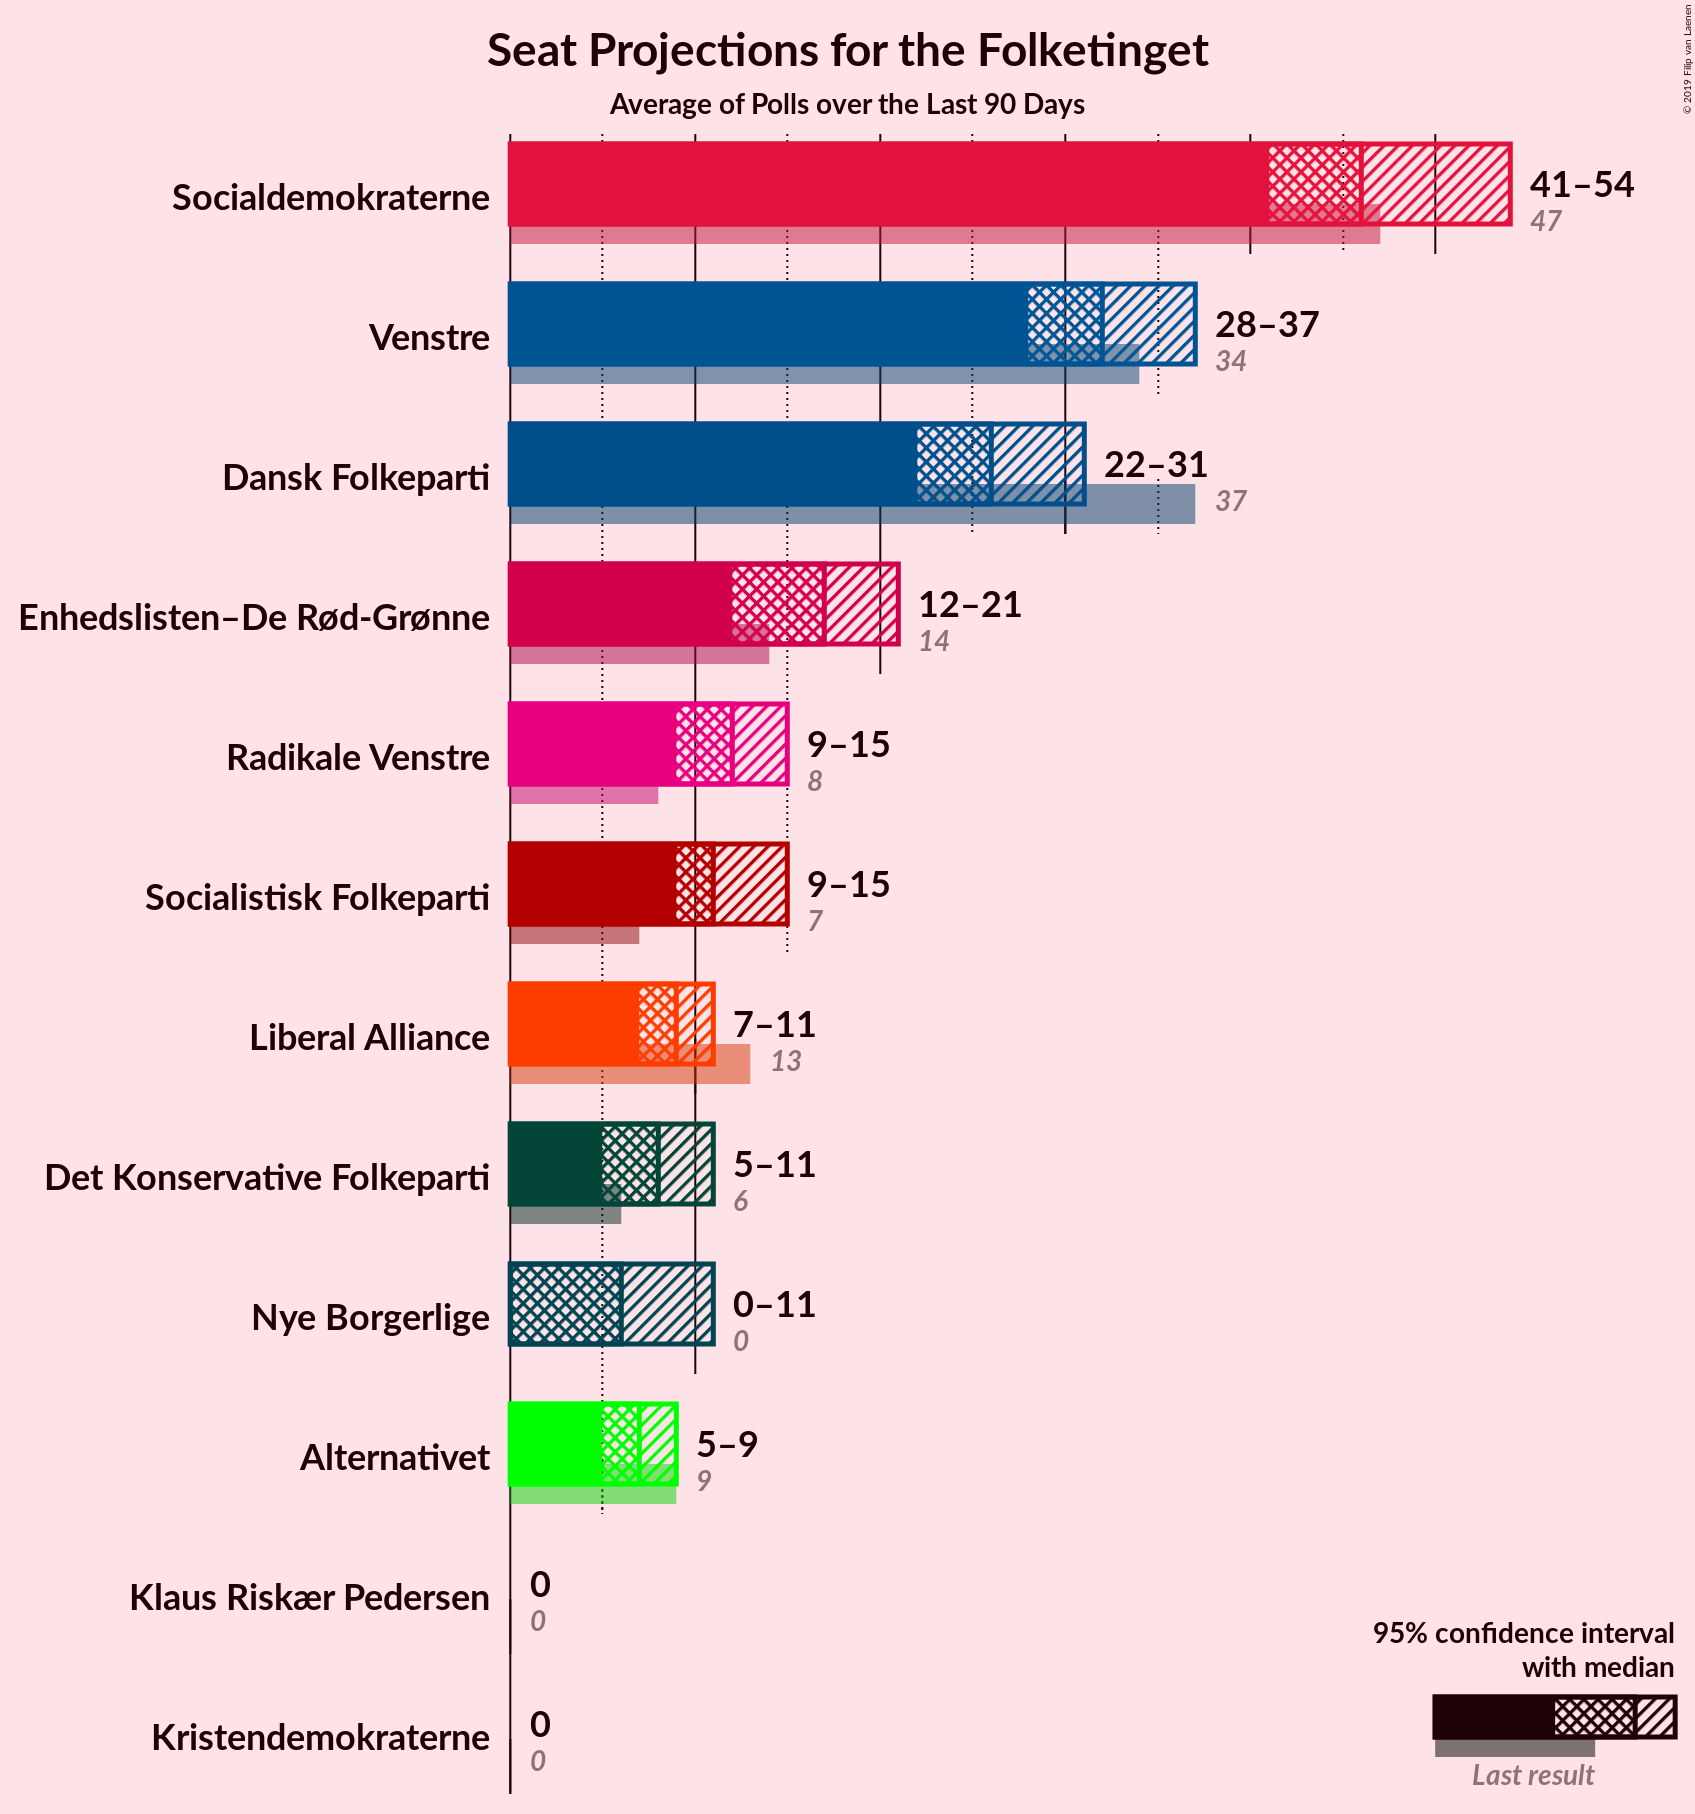 Seat Projections for the Folketinget
Average of Polls over the Last 90 Days
© 2019 Filip van Laenen
Socialdemokraterne
41–54
47
Venstre
28–37
34
Dansk Folkeparti
22–31
37
Enhedslisten–De Rød-Grønne
12–21
14
Radikale Venstre
9–15
8
Socialistisk Folkeparti
9–15
7
Liberal Alliance
7–11
13
Det Konservative Folkeparti
5–11
6
Nye Borgerlige
0–11
0
Alternativet
5–9
9
Klaus Riskær Pedersen
0
0
Kristendemokraterne
0
0
95% confidence interval
with median
Last result